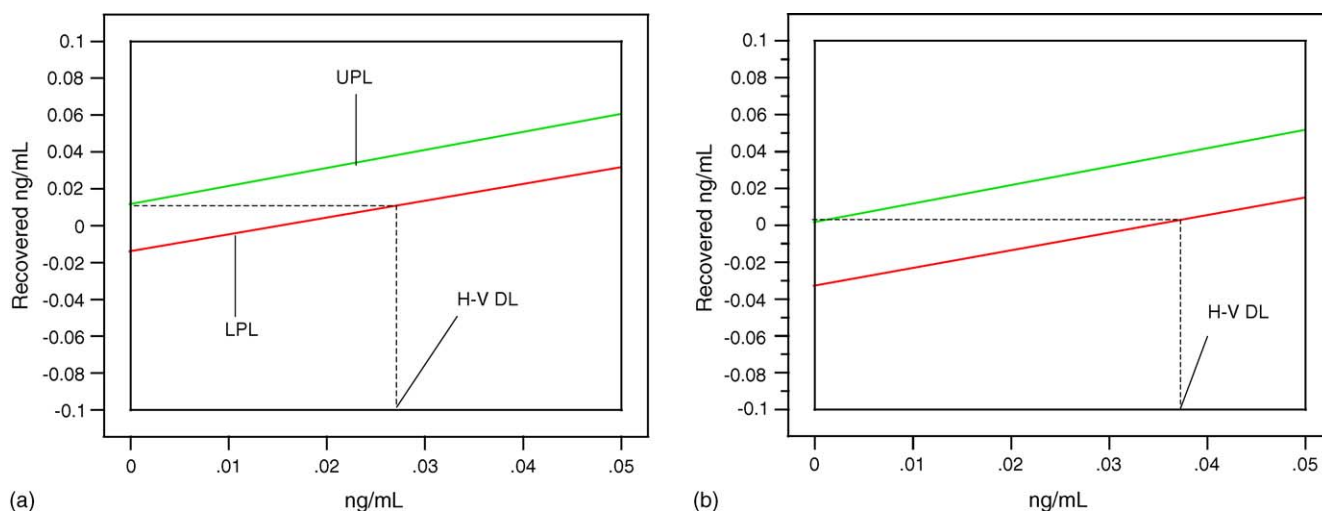 0.1
0.08
0.06
0.04
0.02
0
-0.02
-0.04
-0.06
-0.08
-0.1
Recovered ng/mL
UPL
LPL
H-V DL
0 .01 .02 .03 .04 .05
ng/mL
(a)
0.1
0.08
0.06
0.04
0.02
0
-0.02
-0.04
-0.06
-0.08
-0.1
Recovered ng/mL
H-V DL
0 .01 .02 .03 .04 .05
ng/mL
(b)